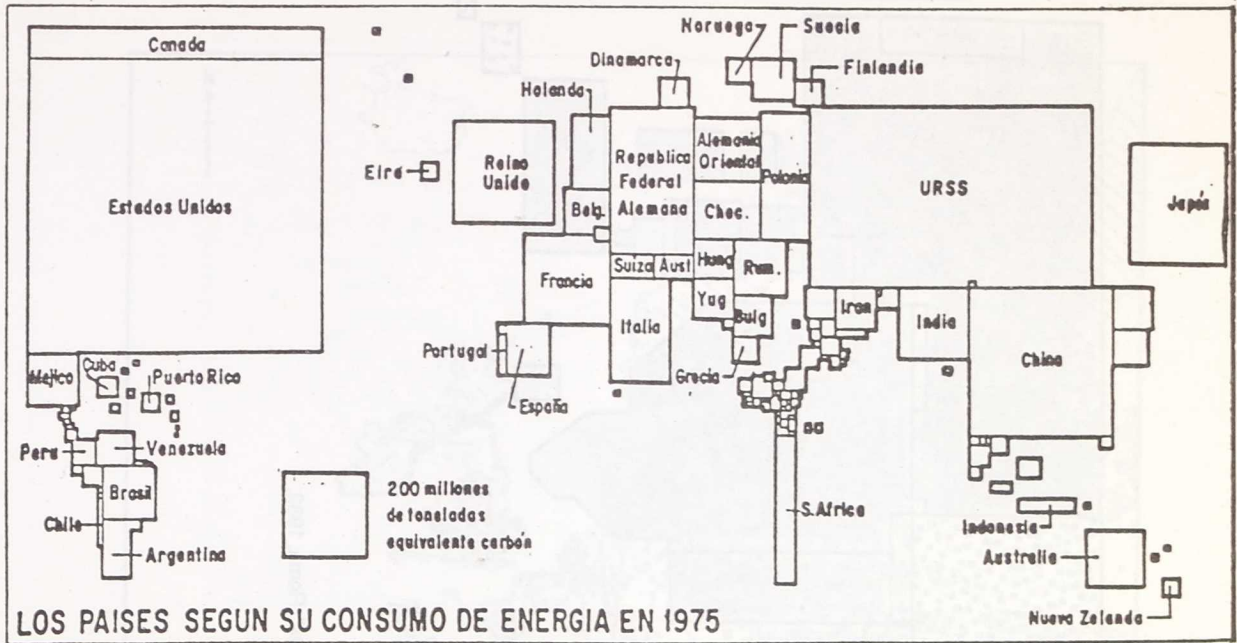 Canada
Estados Unidos
Mejico
Cuba
Puerto Rico
Peru
Venezuela
Brasil
Chile
Argentina
200 millones
de toneladas
equivalente carbón
Eire
Reino
Unido
Holanda
Dinamarca
Noruega
Suecia
Finlandia
Belg.
Republica
Federal
Alemana
Alemania
Oriental
Polonia
Chec.
Francia
Suiza
Aust
Hung
Rum.
Yug
Bulg
Italia
Portugal
España
Grecia
URSS
Japón
Iran
India
China
S. Africa
Indonesia
Australia
Nueva Zelanda
LOS PAISES SEGUN SU CONSUMO DE ENERGIA EN 1975